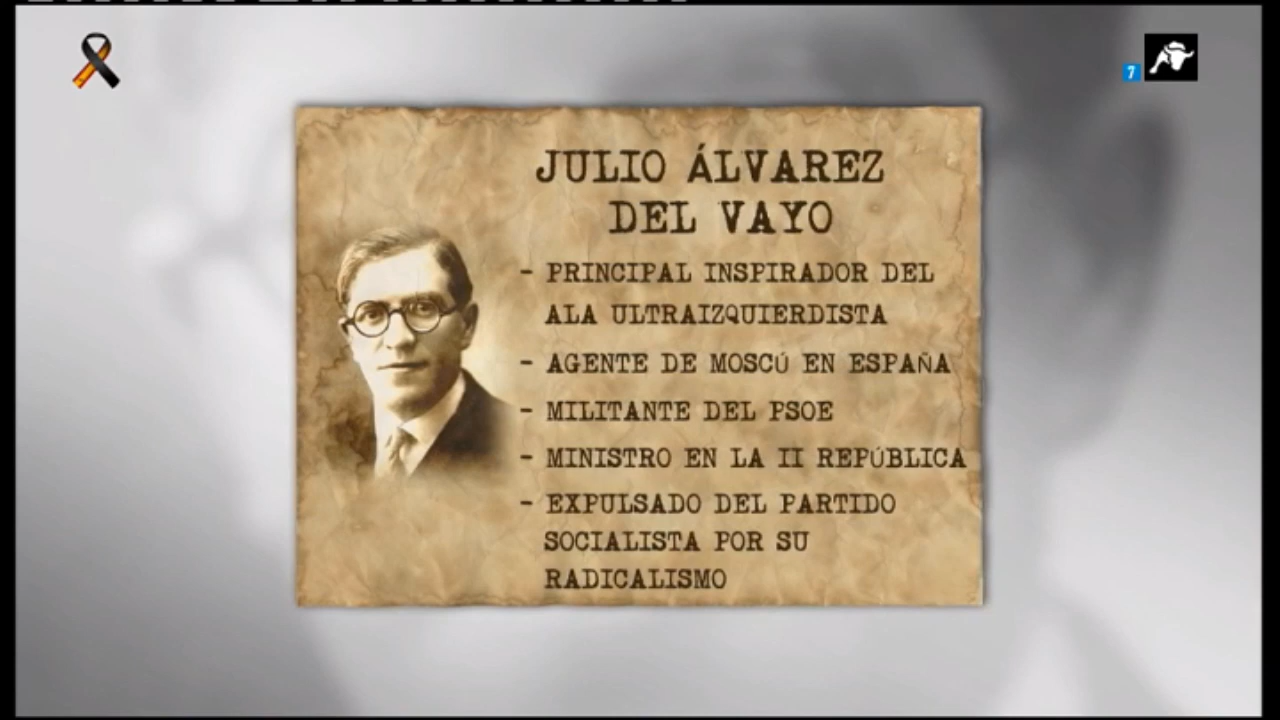 7
JULIO ÁLVAREZ
DEL VAYO
- PRINCIPAL INSPIRADOR DEL
ALA ULTRAIZQUIERDISTA
- AGENTE DE MOSCÚ EN ESPAÑA
- MILITANTE DEL PSOE
- MINISTRO EN LA II REPÚBLICA
- EXPULSADO DEL PARTIDO
SOCIALISTA POR SU
RADICALISMO